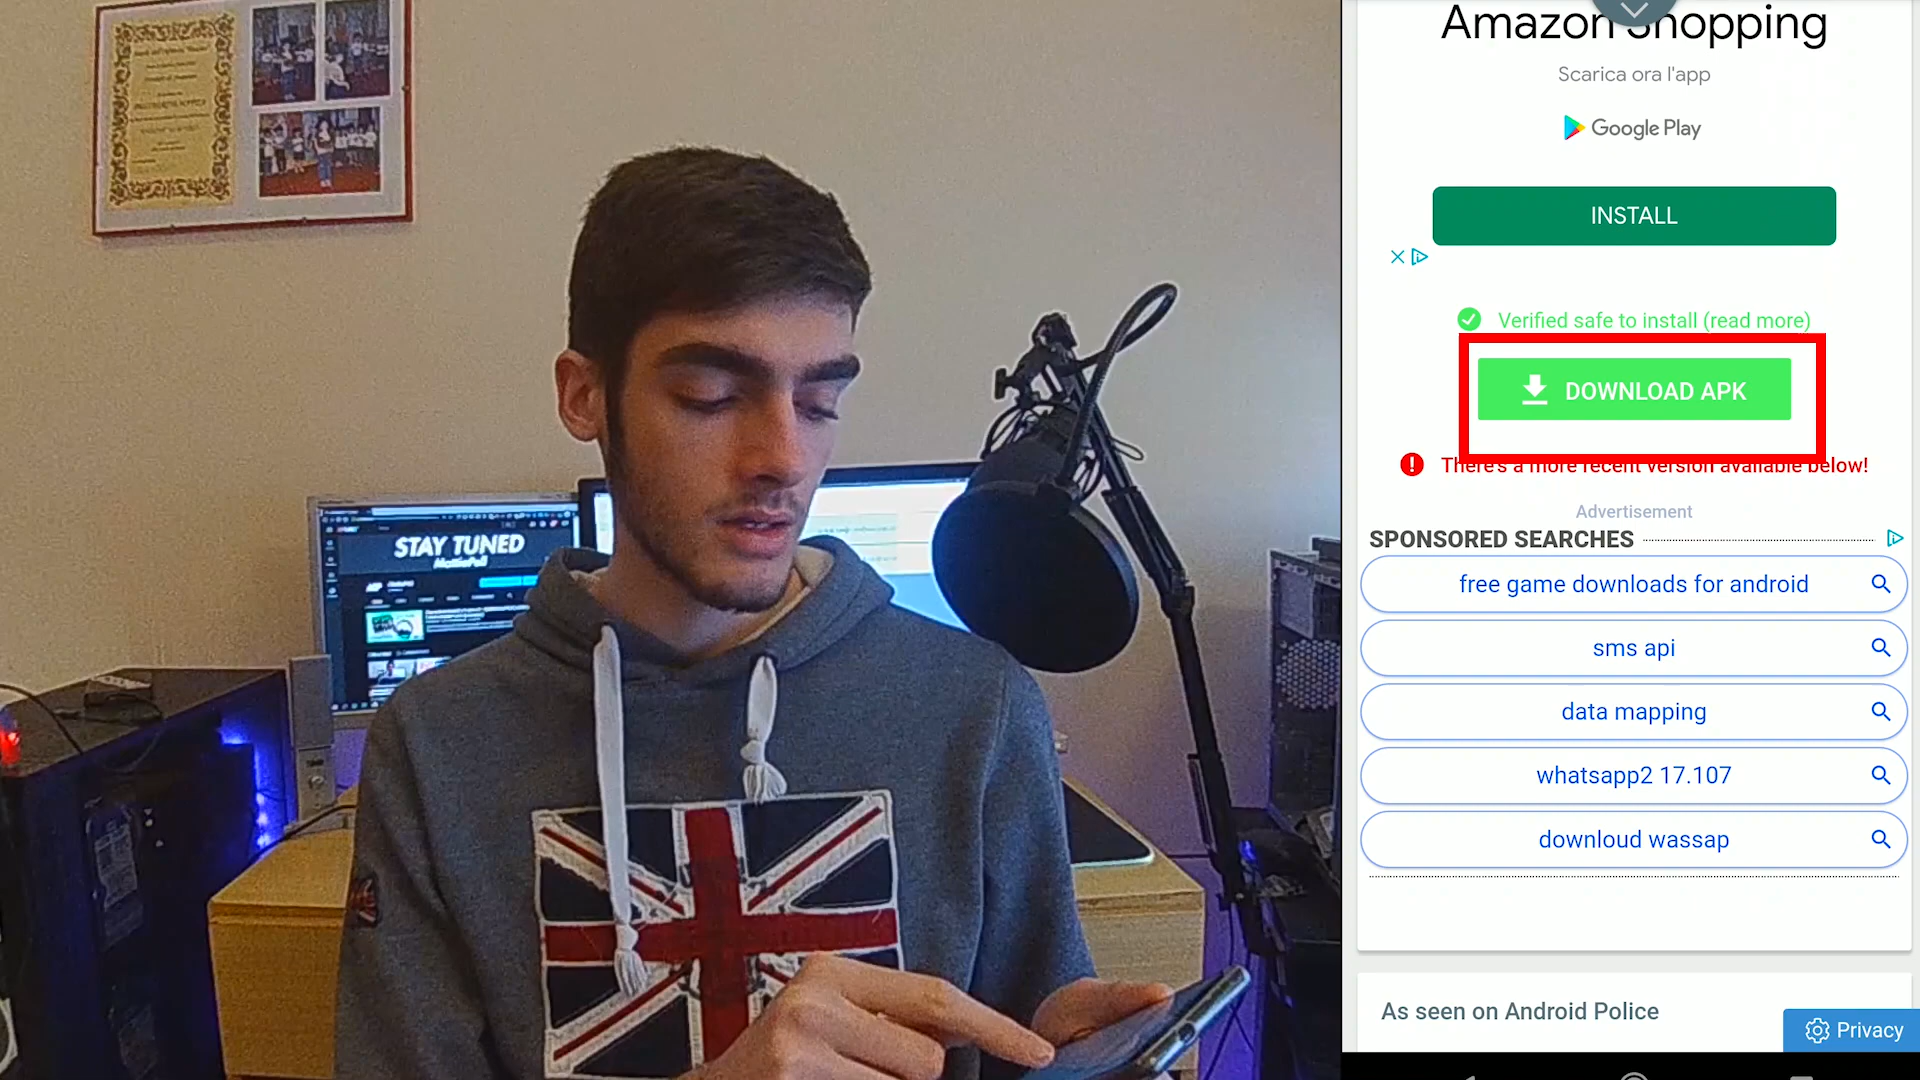 STAY TUNED
MattiePoll
Amazon Shopping
Scarica ora l'app
Google Play
INSTALL
Verified safe to install (read more)
DOWNLOAD APK
There's a more recent version available below!
Advertisement
SPONSORED SEARCHES
free game downloads for android
sms api
data mapping
whatsapp2 17.107
downloud wassap
As seen on Android Police
Privacy